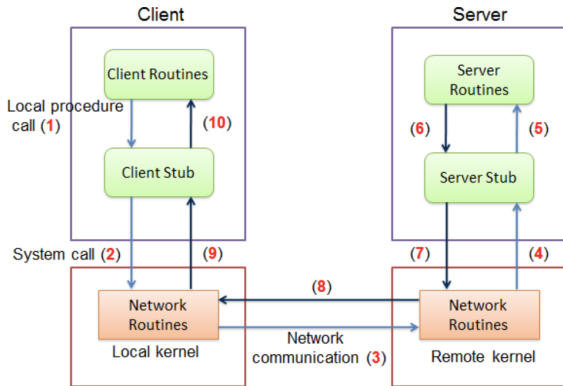 Client
Server
Client Routines
Server
Routines
Local procedure
call (1)
(10)
(6)
(5)
Client Stub
Server Stub
System call (2)
(9)
(7)
(4)
(8)
Network
Routines
Network
Routines
Local kernel
Network
communication (3)
Remote kernel